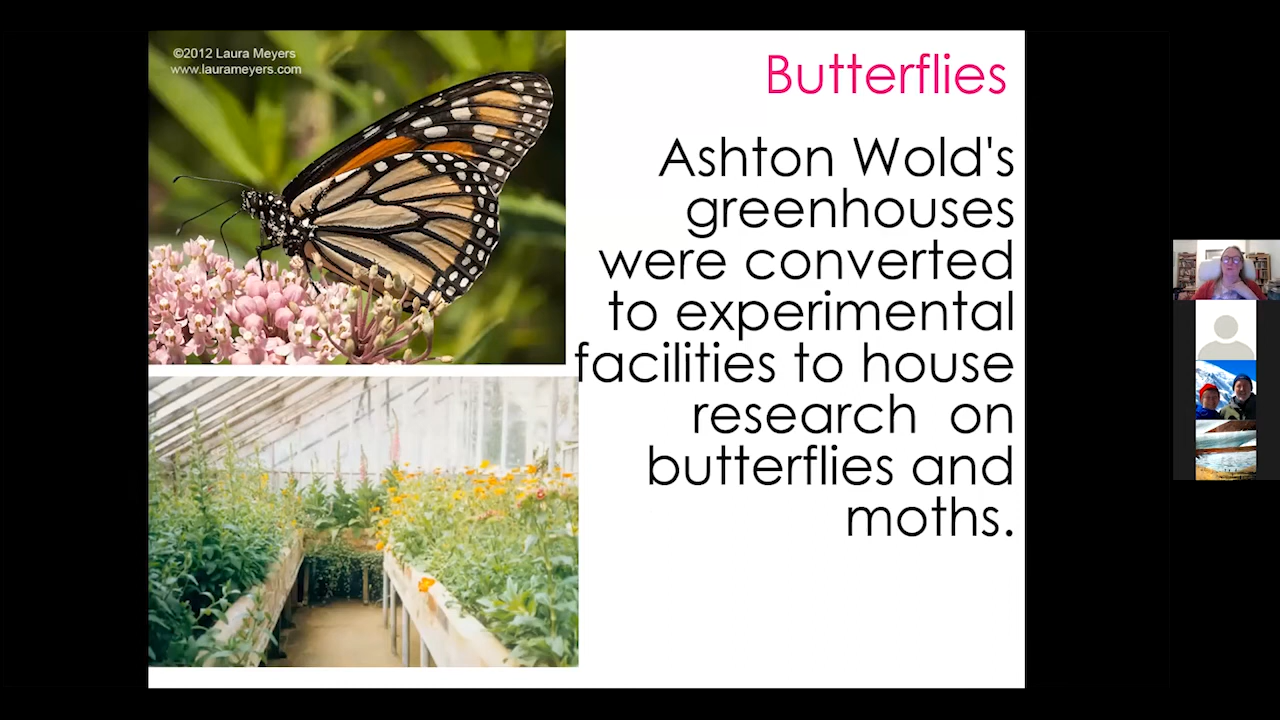 ©2012 Laura Meyers
www.laurameyers.com
Butterflies
Ashton Wold's
greenhouses
were converted
to experimental
facilities to house
research  on
butterflies and
moths.